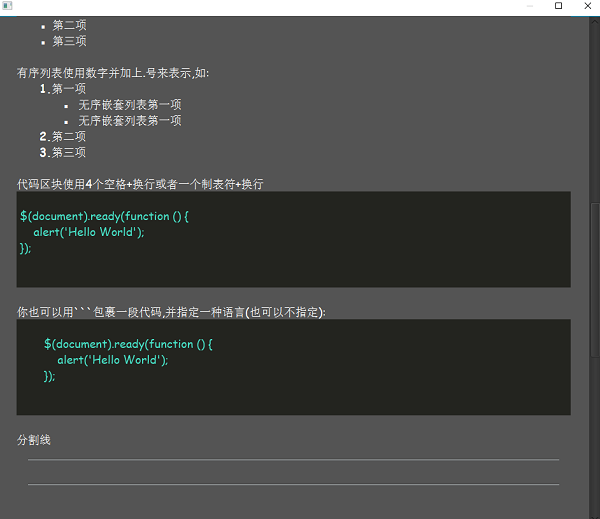 第二项
第三项
有序列表使用数字并加上.号来表示,如:
1.第一项
无序嵌套列表第一项
无序嵌套列表第一项
2.第二项
3.第三项
代码区块使用4个空格+换行或者一个制表符+换行
$(document).ready(function () {
alert('Hello World');
});
你也可以用```包裹一段代码,并指定一种语言(也可以不指定):
$(document).ready(function () {
alert('Hello World');
});
分割线